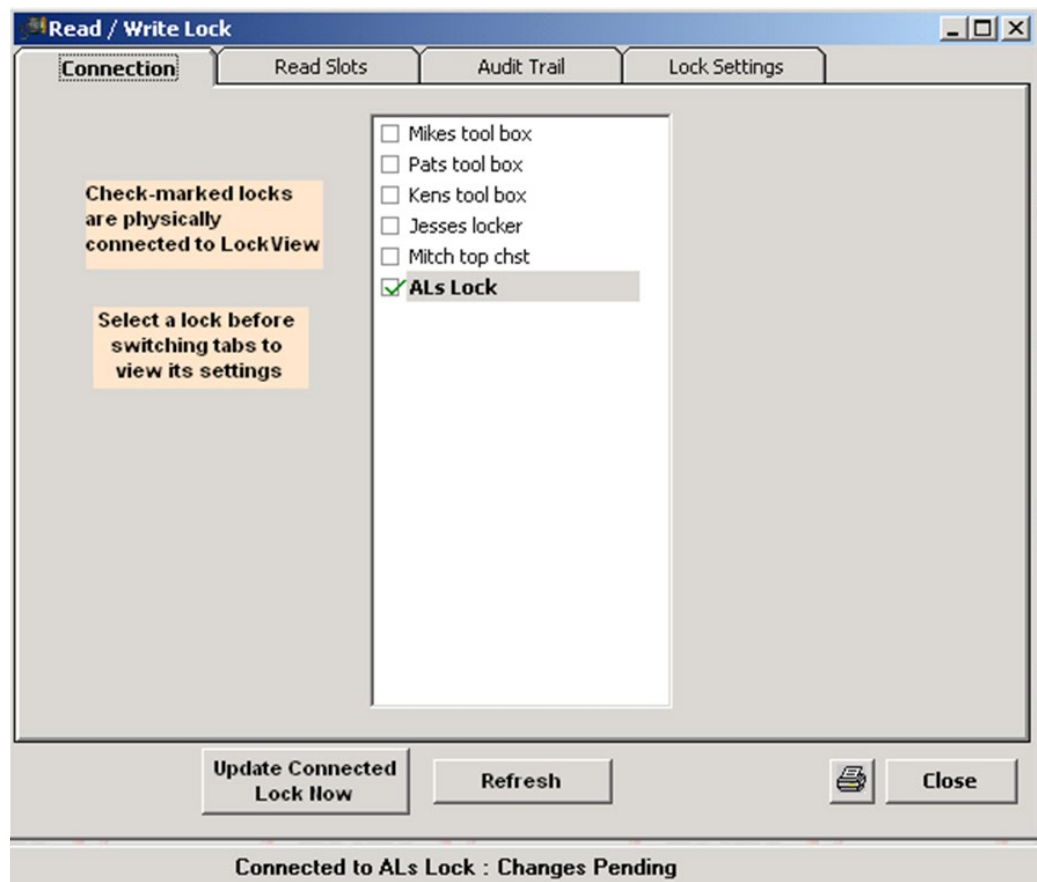 Read / Write Lock
Connection
Read Slots
Audit Trail
Lock Settings
Check-marked locks
are physically
connected to LockView
Select a lock before
switching tabs to
view its settings
Mikes tool box
Pats tool box
Kens tool box
Jesses locker
Mitch top chst
ALs Lock
Update Connected
Lock Now
Refresh
Close
Connected to ALs Lock : Changes Pending